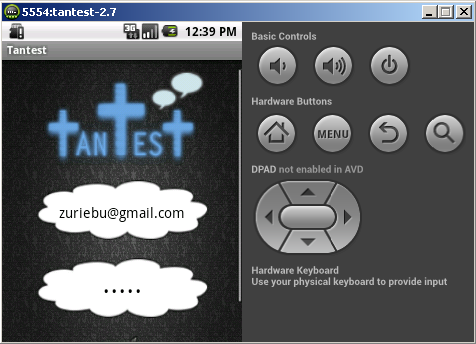 5554:tantest-2.7
3G
12:39 PM
Tantest
TANTEST
zuriebu@gmail.com
•••••
Basic Controls
Hardware Buttons
MENU
DPAD not enabled in AVD
Hardware Keyboard
Use your physical keyboard to provide input